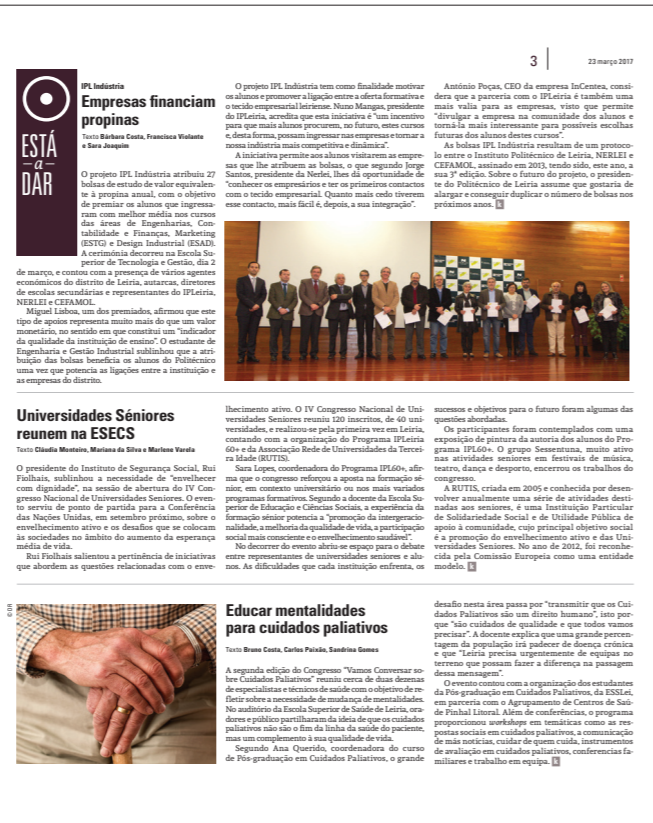 3
23 março 2017
ESTÁ
—a—
DAR
IPL Indústria
Empresas financiam
propinas
Texto Bárbara Costa, Francisca Violante
e Sara Joaquim
O projeto IPL Indústria atribuiu 27
bolsas de estudo de valor equivalen-
te à propina anual, com o objetivo
de premiar os alunos que ingressa-
ram com melhor média nos cursos
das áreas de Engenharias, Con-
tabilidade e Finanças, Marketing
(ESTG) e Design Industrial (ESAD).
A cerimónia decorreu na Escola Su-
perior de Tecnologia e Gestão, dia 2
de março, e contou com a presença de vários agentes
económicos do distrito de Leiria, autarcas, diretores
de escolas secundárias e representantes do IPLeiria,
NERLEI e CEFAMOL.
Miguel Lisboa, um dos premiados, afirmou que este
tipo de apoios representa muito mais do que um valor
monetário, no sentido em que constitui um "indicador
da qualidade da instituição de ensino". O estudante de
Engenharia e Gestão Industrial sublinhou que a atri-
buição das bolsas beneficia os alunos do Politécnico
uma vez que potencia as ligações entre a instituição e
as empresas do distrito.
O projeto IPL Indústria tem como finalidade motivar
os alunos e promover a ligação entre a oferta formativa e
o tecido empresarial leiriense. Nuno Mangas, presidente
do IPLeiria, acredita que esta iniciativa é "um incentivo
para que mais alunos procurem, no futuro, estes cursos
e, desta forma, possam ingressar nas empresas e tornar a
nossa indústria mais competitiva e dinâmica".
A iniciativa permite aos alunos visitarem as empre-
sas que lhe atribuem as bolsas, o que segundo Jorge
Santos, presidente da Nerlei, lhes dá oportunidade de
"conhecer os empresários e ter os primeiros contactos
com o tecido empresarial. Quanto mais cedo tiverem
esse contacto, mais fácil é, depois, a sua integração".
António Poças, CEO da empresa InCentea, consi-
dera que a parceria com o IPLeiria é também uma
mais valia para as empresas, visto que permite
"divulgar a empresa na comunidade dos alunos e
torná-la mais interessante para possíveis escolhas
futuras dos alunos destes cursos".
As bolsas IPL Indústria resultam de um protoco-
lo entre o Instituto Politécnico de Leiria, NERLEI e
CEFAMOL, assinado em 2013, tendo sido, este ano, a
sua 3ª edição. Sobre o futuro do projeto, o presiden-
te do Politécnico de Leiria assume que gostaria de
alargar e conseguir duplicar o número de bolsas nos
próximos anos. k
Universidades Séniores
reunem na ESECS
Texto Cláudia Monteiro, Mariana da Silva e Marlene Varela
O presidente do Instituto de Segurança Social, Rui
Fiolhais, sublinhou a necessidade de "envelhecer
com dignidade", na sessão de abertura do IV Con-
gresso Nacional de Universidades Seniores. O even-
to serviu de ponto de partida para a Conferência
das Nações Unidas, em setembro próximo, sobre o
envelhecimento ativo e os desafios que se colocam
às sociedades no âmbito do aumento da esperança
média de vida.
Rui Fiolhais salientou a pertinência de iniciativas
que abordem as questões relacionadas com o enve-
lhecimento ativo. O IV Congresso Nacional de Uni-
versidades Seniores reuniu 120 inscritos, de 40 uni-
versidades, e realizou-se pela primeira vez em Leiria,
contando com a organização do Programa IPLeiria
60+ e da Associação Rede de Universidades da Tercei-
ra Idade (RUTIS).
Sara Lopes, coordenadora do Programa IPL60+, afir-
ma que o congresso reforçou a aposta na formação sé-
nior, em contexto universitário ou nos mais variados
programas formativos. Segundo a docente da Escola Su-
perior de Educação e Ciências Sociais, a experiência da
formação sénior potencia a "promoção da intergeracio-
nalidade, a melhoria da qualidade de vida, a participação
social mais consciente e o envelhecimento saudável".
No decorrer do evento abriu-se espaço para o debate
entre representantes de universidades seniores e alu-
nos. As dificuldades que cada instituição enfrenta, os
sucessos e objetivos para o futuro foram algumas das
questões abordadas.
Os participantes foram contemplados com uma
exposição de pintura da autoria dos alunos do Pro-
grama IPL60+. O grupo Sessentuna, muito ativo
nas atividades seniores em festivais de música,
teatro, dança e desporto, encerrou os trabalhos do
congresso.
A RUTIS, criada em 2005 e conhecida por desen-
volver anualmente uma série de atividades desti-
nadas aos seniores, é uma Instituição Particular
de Solidariedade Social e de Utilidade Pública de
apoio à comunidade, cujo principal objetivo social
é a promoção do envelhecimento ativo e das Uni-
versidades Seniores. No ano de 2012, foi reconhe-
cida pela Comissão Europeia como uma entidade
modelo. k
© DR
Educar mentalidades
para cuidados paliativos
Texto Bruno Costa, Carlos Paixão, Sandrina Gomes
A segunda edição do Congresso "Vamos Conversar so-
bre Cuidados Paliativos" reuniu cerca de duas dezenas
de especialistas e técnicos de saúde com o objetivo de re-
fletir sobre a necessidade de mudança de mentalidades.
No auditório da Escola Superior de Saúde de Leiria, ora-
dores e público partilharam da ideia de que os cuidados
paliativos não são o fim da linha da saúde do paciente,
mas um complemento à sua qualidade de vida.
Segundo Ana Querido, coordenadora do curso
de Pós-graduação em Cuidados Paliativos, o grande
desafio nesta área passa por "transmitir que os Cui-
dados Paliativos são um direito humano", isto por-
que "são cuidados de qualidade e que todos vamos
precisar". A docente explica que uma grande percen-
tagem da população irá padecer de doença crónica
e que "Leiria precisa urgentemente de equipas no
terreno que possam fazer a diferença na passagem
dessa mensagem".
O evento contou com a organização dos estudantes
da Pós-graduação em Cuidados Paliativos, da ESSLei,
em parceria com o Agrupamento de Centros de Saú-
de Pinhal Litoral. Além de conferências, o programa
proporcionou workshops em temáticas como as res-
postas sociais em cuidados paliativos, a comunicação
de más notícias, cuidar de quem cuida, instrumentos
de avaliação em cuidados paliativos, conferencias fa-
miliares e trabalho em equipa. k